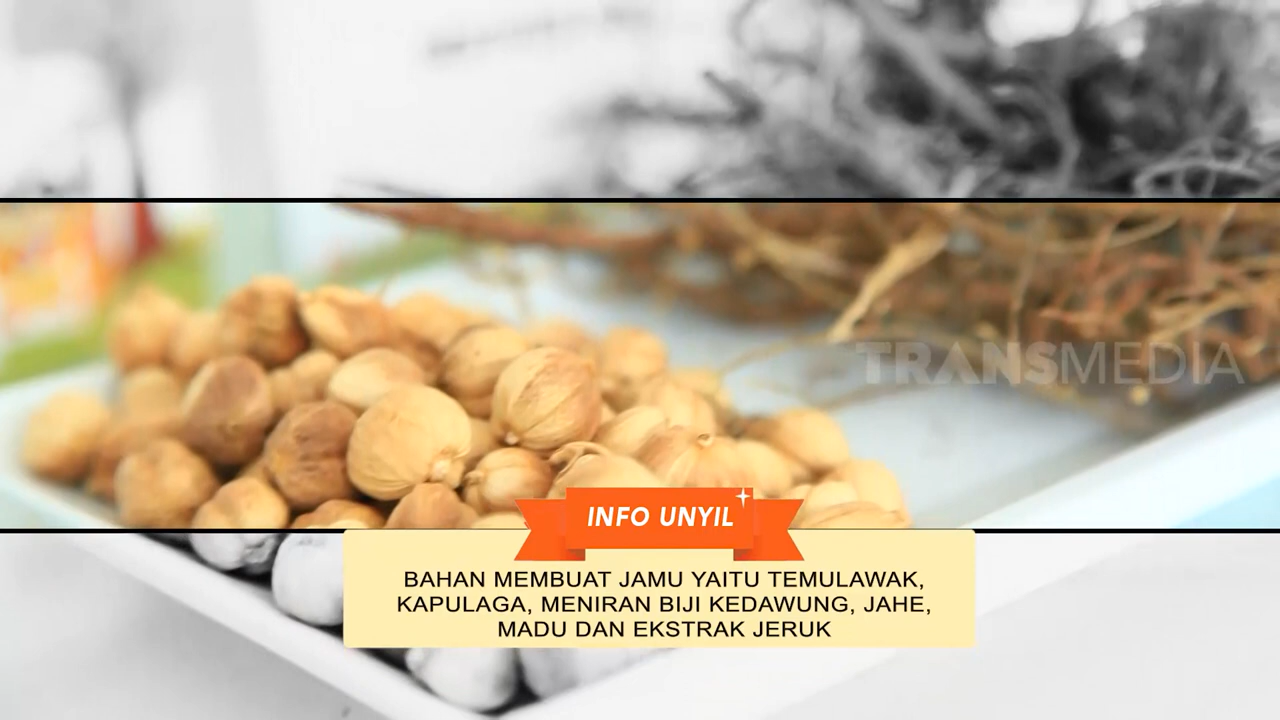 TRANSMEDIA
INFO UNYIL
BAHAN MEMBUAT JAMU YAITU TEMULAWAK,
KAPULAGA, MENIRAN BIJI KEDAWUNG, JAHE,
MADU DAN EKSTRAK JERUK